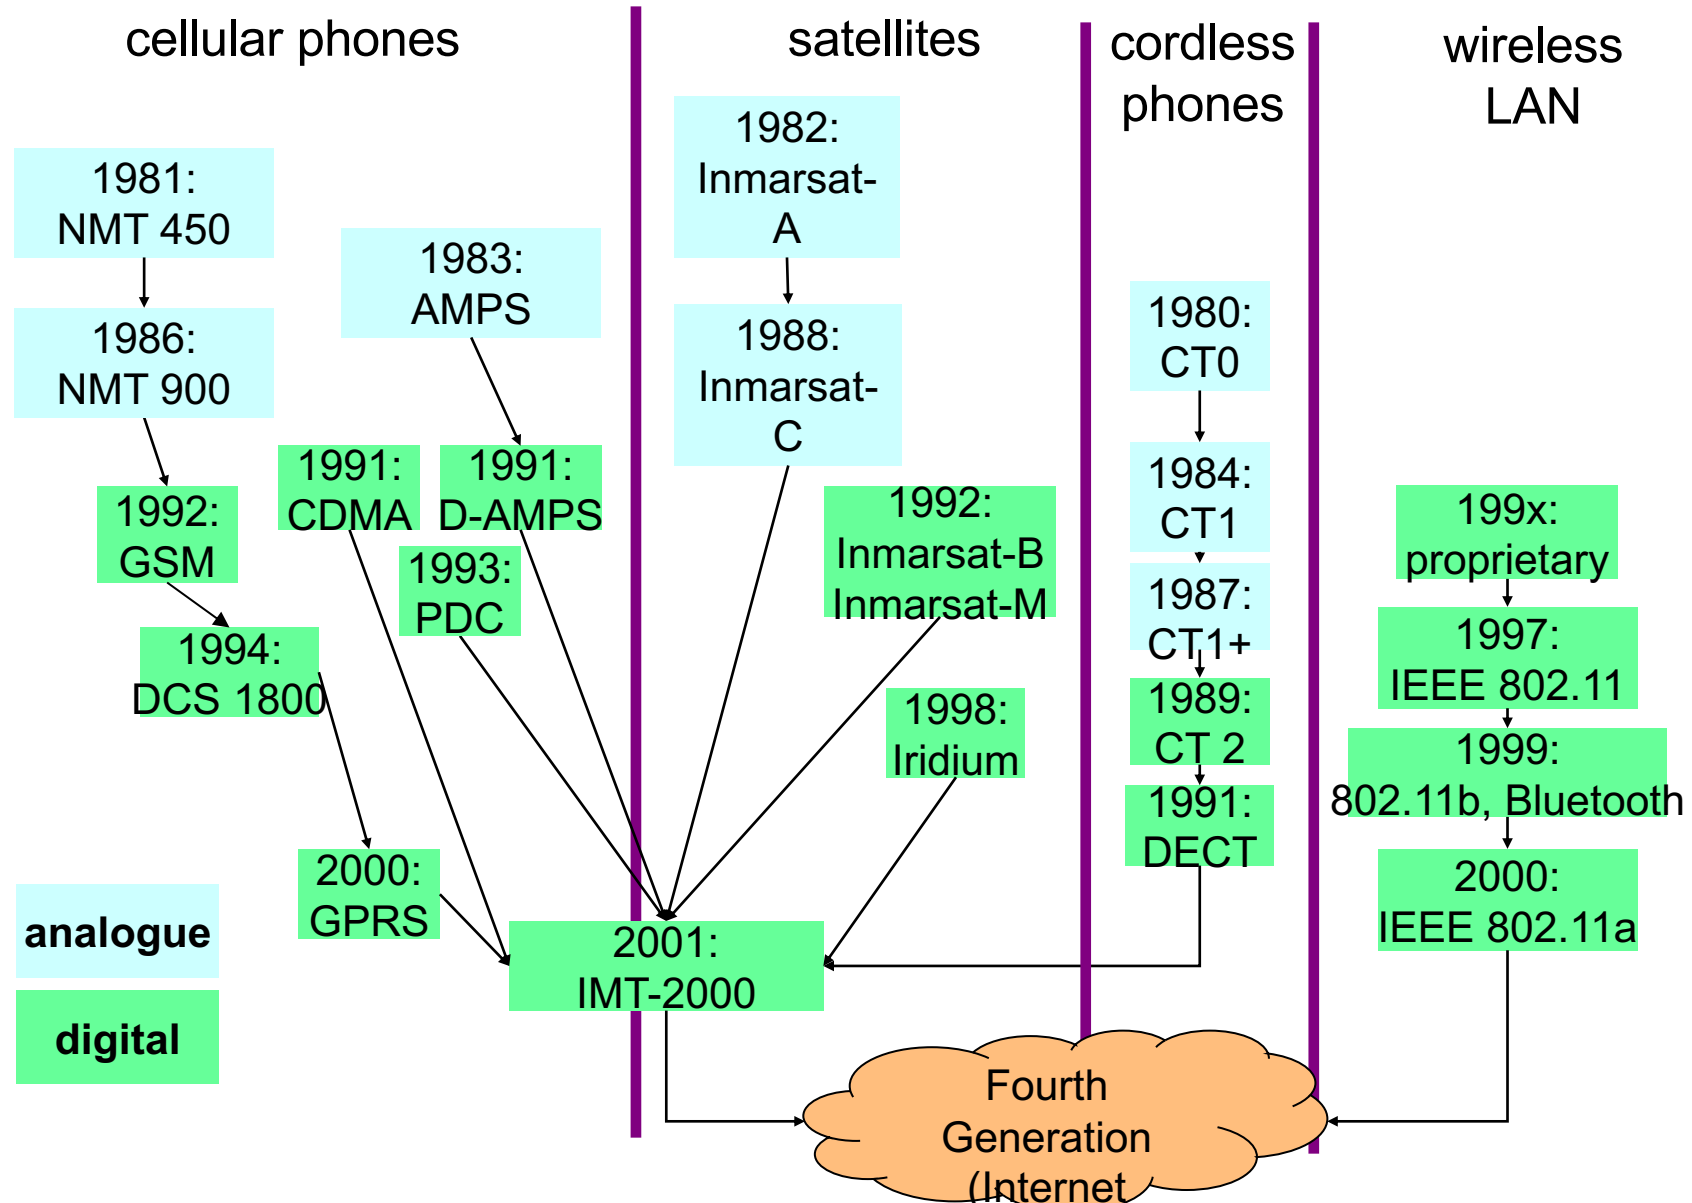 cellular phones
satellites
cordless
phones
wireless
LAN
1981:
NMT 450
1986:
NMT 900
1992:
GSM
1994:
DCS 1800
2000:
GPRS
1983:
AMPS
1991:
CDMA
1991:
D-AMPS
1993:
PDC
1982:
Inmarsat-
A
1988:
Inmarsat-
C
1992:
Inmarsat-B
Inmarsat-M
1998:
Iridium
1980:
CT0
1984:
CT1
1987:
CT1+
1989:
CT 2
1991:
DECT
199x:
proprietary
1997:
IEEE 802.11
1999:
802.11b, Bluetooth
2000:
IEEE 802.11a
2001:
IMT-2000
analogue
digital
Fourth
Generation
(Internet